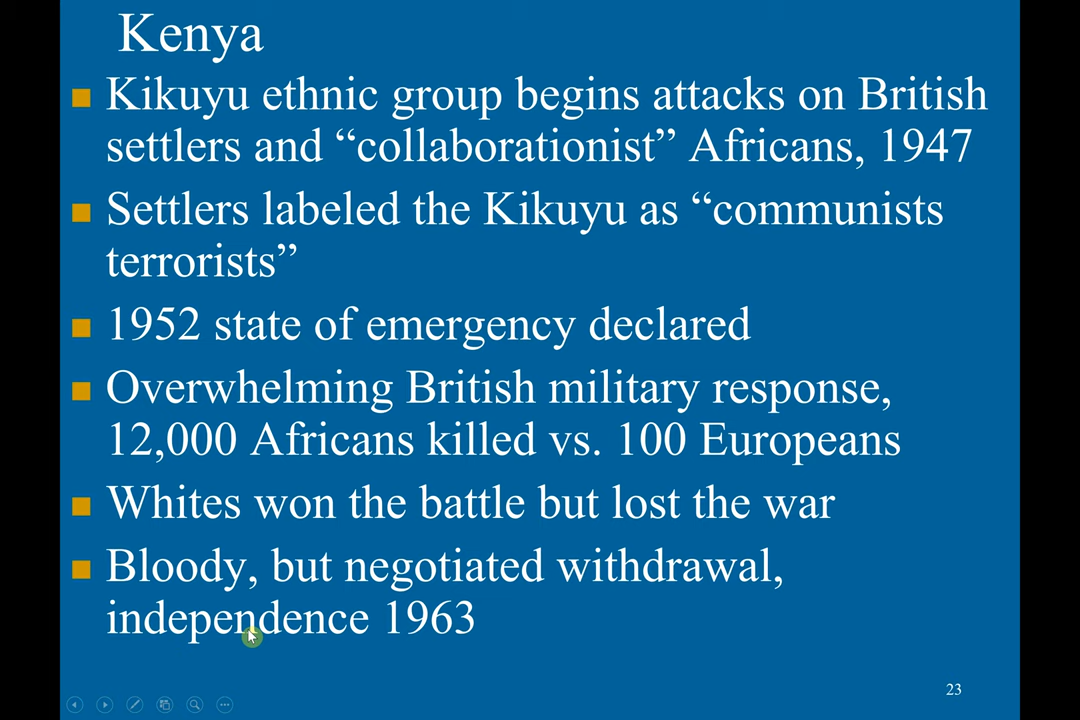 Kenya
Kikuyu ethnic group begins attacks on British
settlers and “collaborationist” Africans, 1947
Settlers labeled the Kikuyu as “communists
terrorists”
1952 state of emergency declared
Overwhelming British military response,
12,000 Africans killed vs. 100 Europeans
Whites won the battle but lost the war
Bloody, but negotiated withdrawal,
independence 1963
23